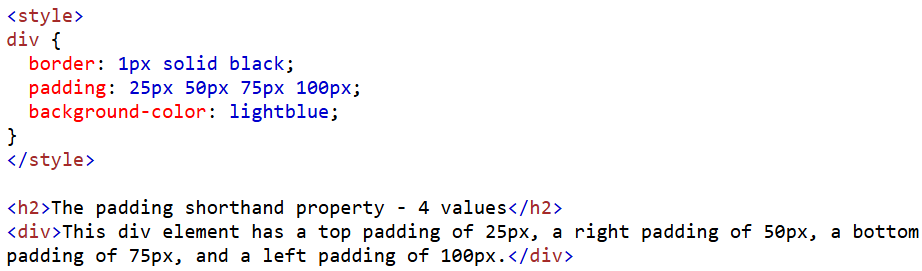 <style>
div {
  border: 1px solid black;
  padding: 25px 50px 75px 100px;
  background-color: lightblue;
}
</style>

<h2>The padding shorthand property - 4 values</h2>
<div>This div element has a top padding of 25px, a right padding of 50px, a bottom
padding of 75px, and a left padding of 100px.</div>